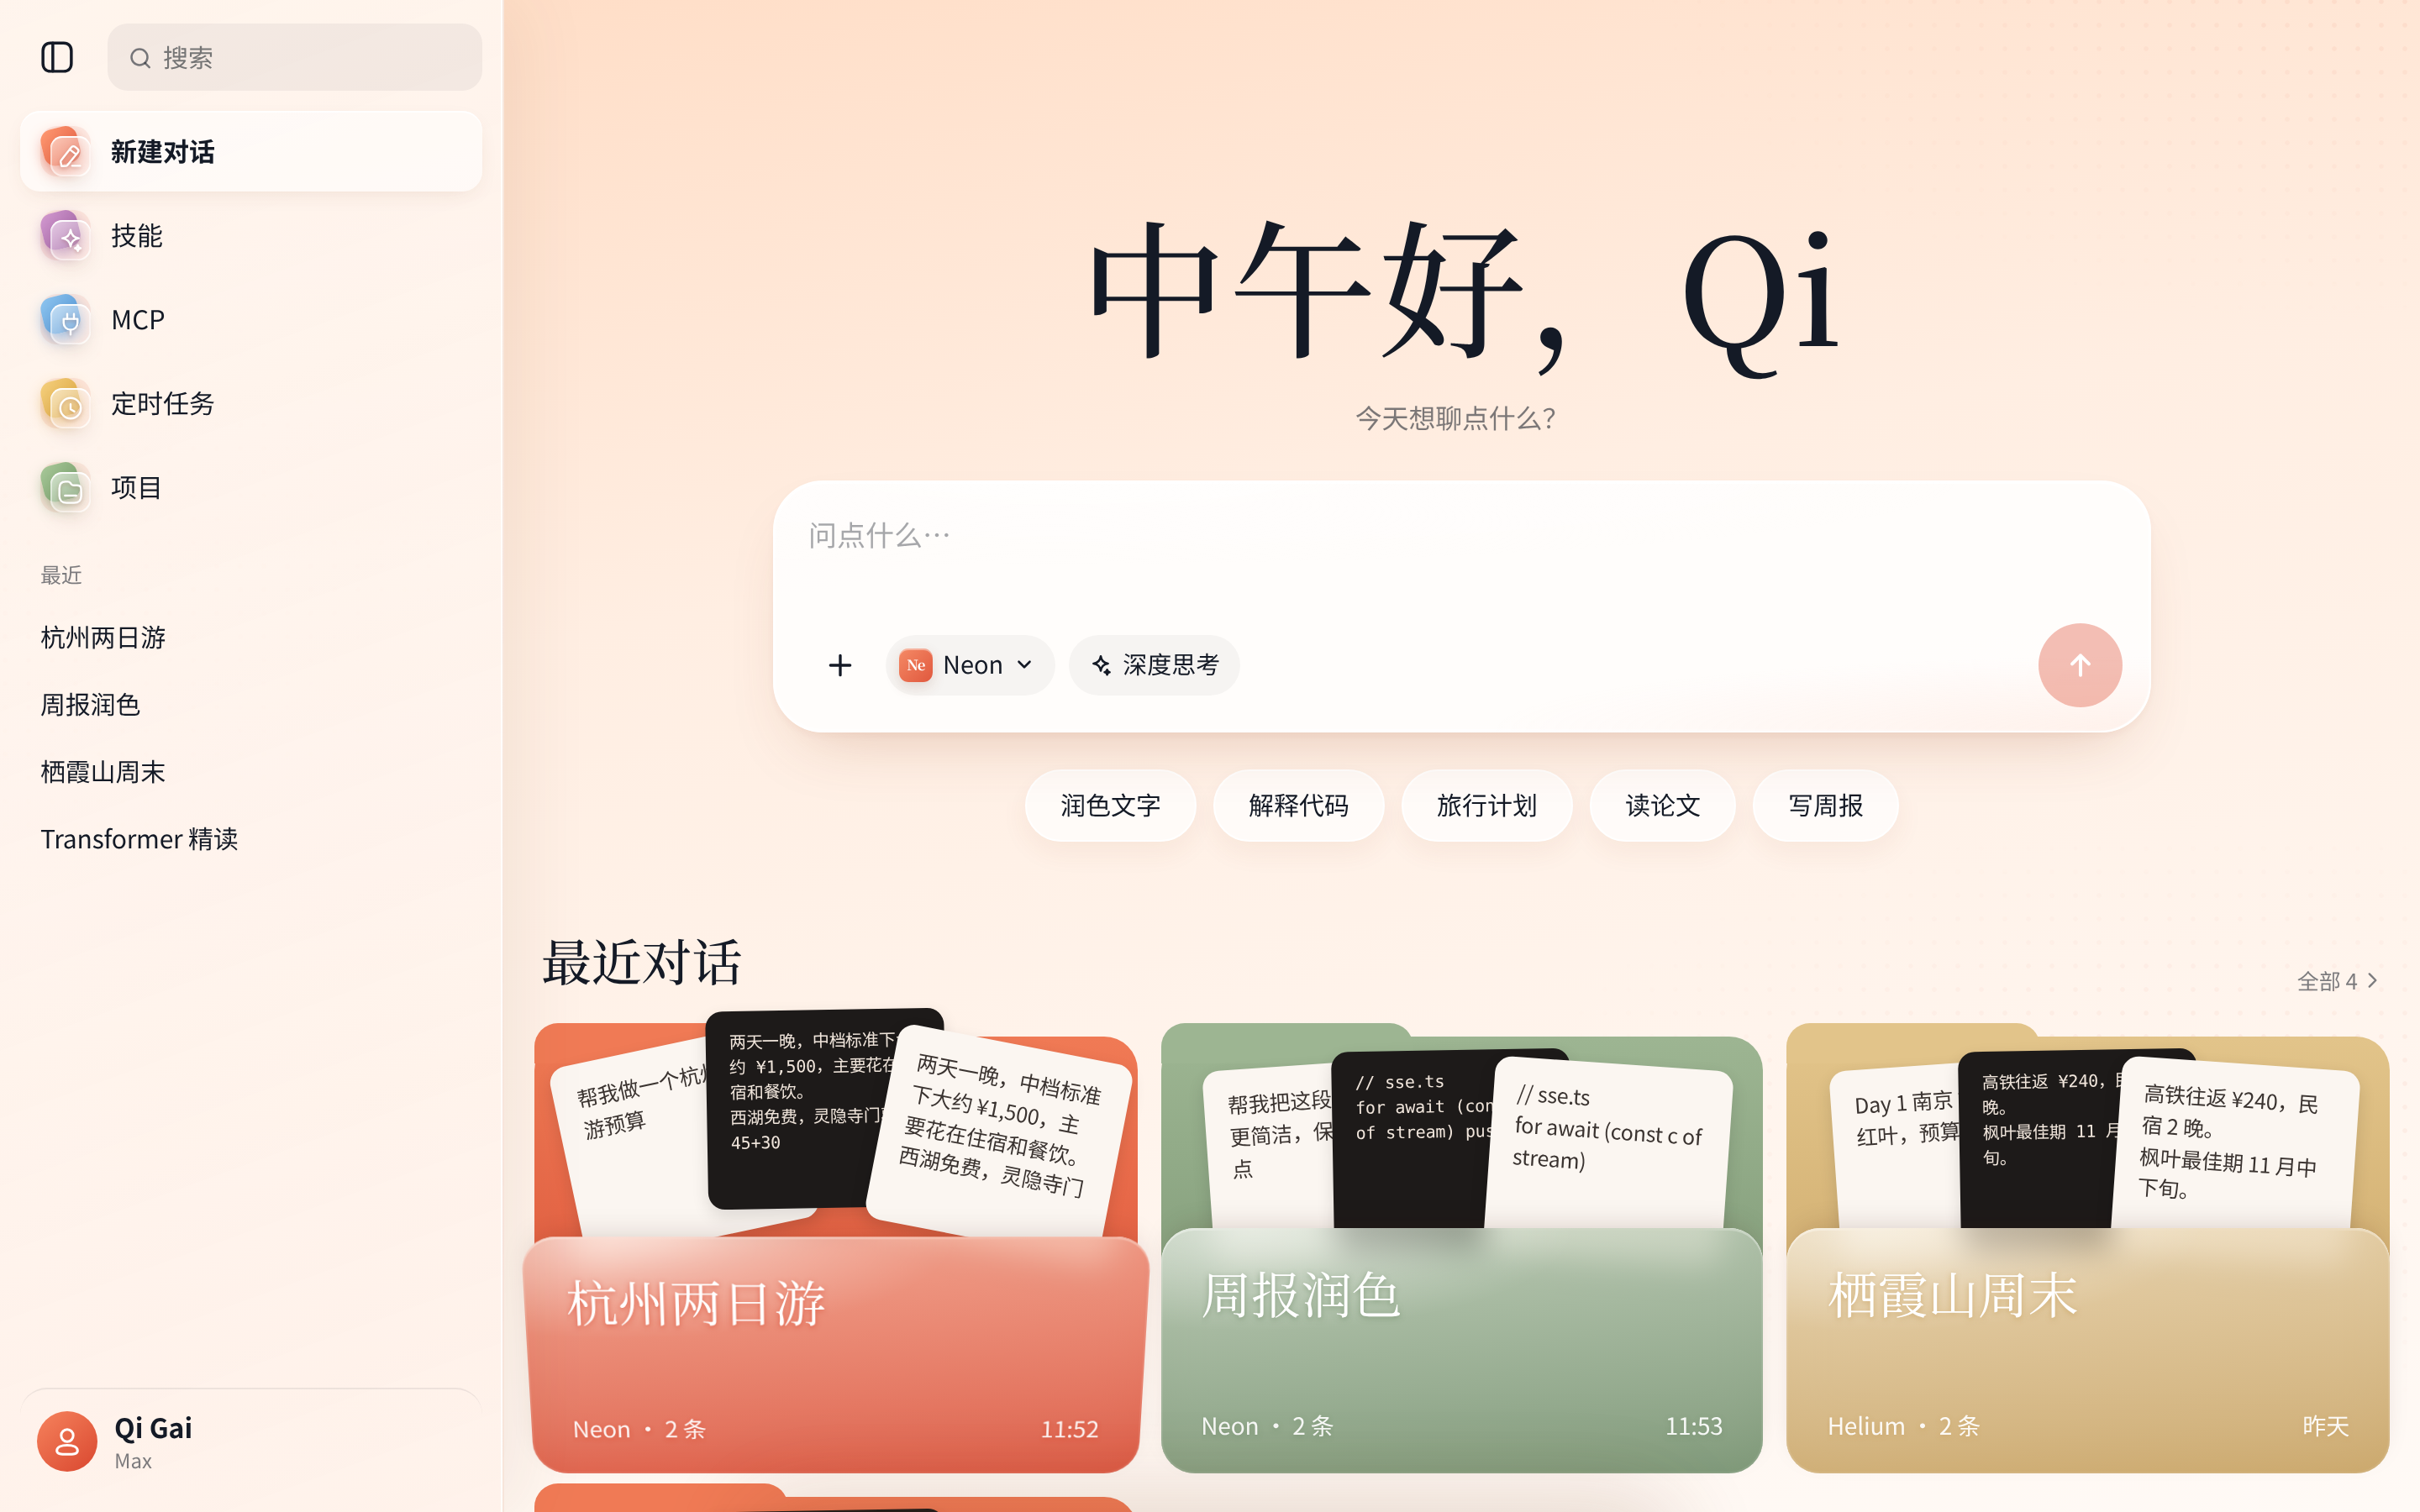 搜索
新建对话
技能
MCP
定时任务
项目
最近
杭州两日游
周报润色
栖霞山周末
Transformer 精读
Qi Gai
Max
中午好， Qi
今天想聊点什么？
问点什么…
Ne Neon
深度思考
润色文字
解释代码
旅行计划
读论文
写周报
最近对话
全部 4
帮我做一个杭
游预算
两天一晚，中档标准下
约 ¥1,500，主要花在
宿和餐饮。
西湖免费，灵隐寺门
45+30
两天一晚，中档标准
下大约 ¥1,500，主
要花在住宿和餐饮。
西湖免费，灵隐寺门
杭州两日游
Neon · 2 条
11:52
帮我把这段
更简洁，保
点
// sse.ts
for await (con
of stream) pus
// sse.ts
for await (const c of
stream)
周报润色
Neon · 2 条
11:53
Day 1 南京
红叶，预算
高铁往返 ¥240，
晚。
枫叶最佳期 11 月
旬。
高铁往返 ¥240，民
宿 2 晚。
枫叶最佳期 11 月中
下旬。
栖霞山周末
Helium · 2 条
昨天